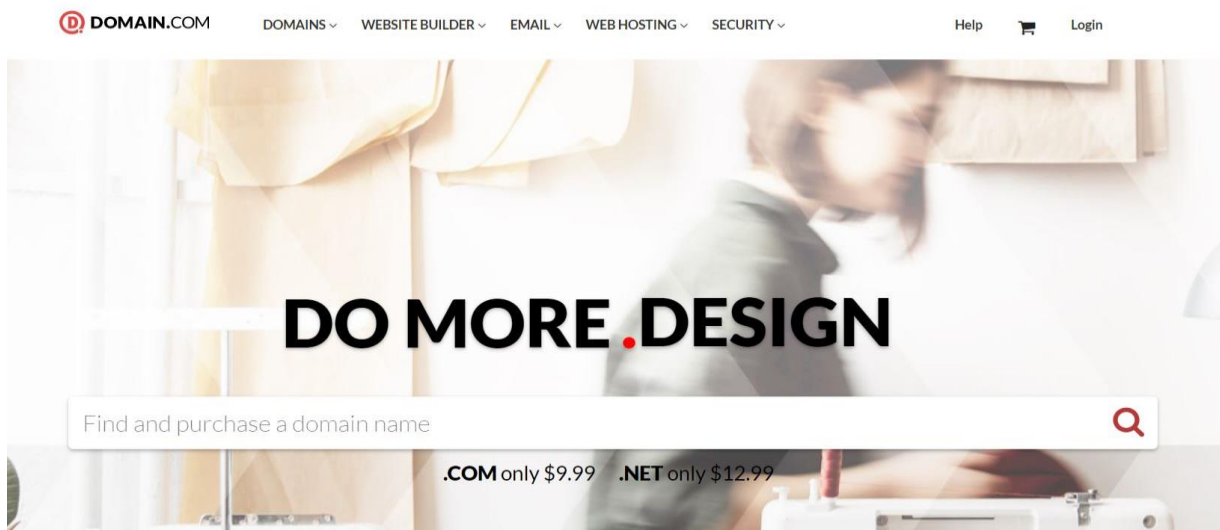 DOMAIN.COM DOMAINS WEBSITE BUILDER EMAIL WEB HOSTING SECURITY Help Login
DO MORE.DESIGN
Find and purchase a domain name
.COM only $9.99 .NET only $12.99